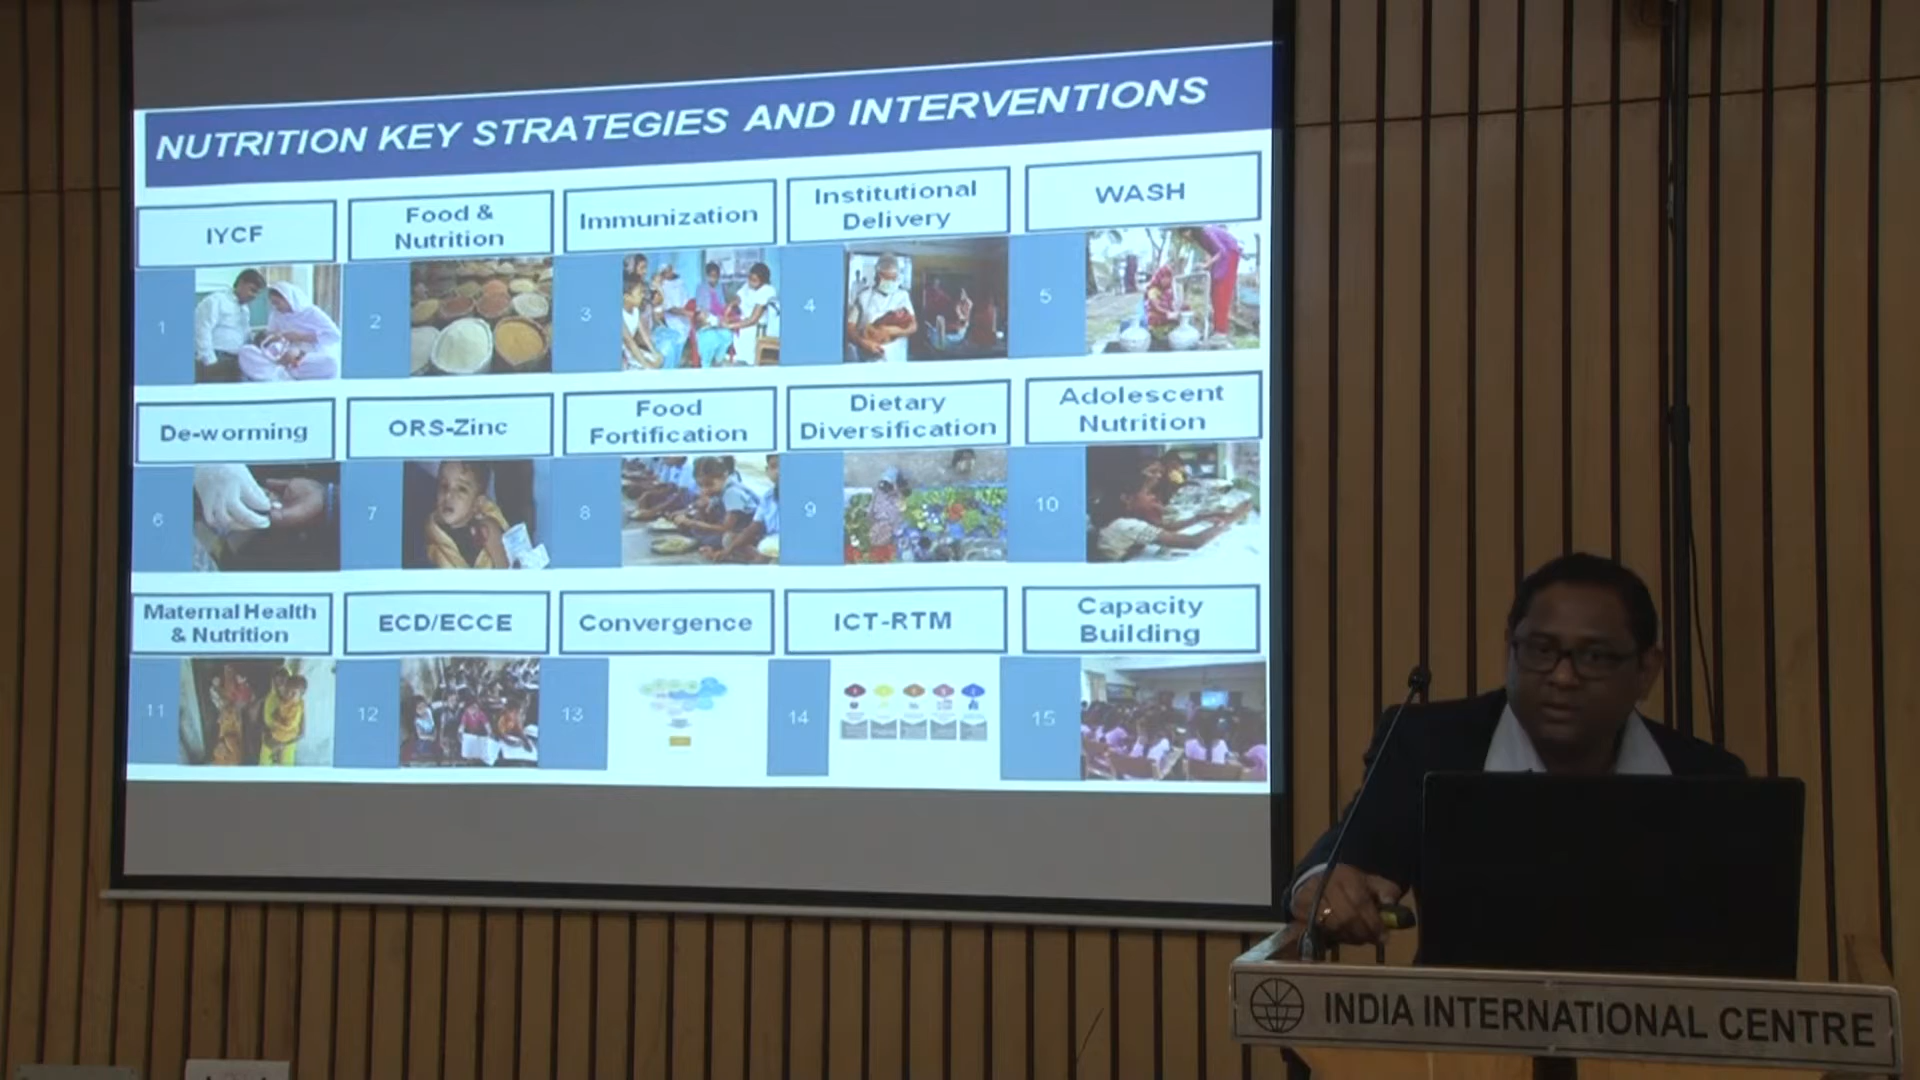 NUTRITION KEY STRATEGIES AND INTERVENTIONS
IYCF
Food &
Nutrition
Immunization
Institutional
Delivery
WASH
1
2
3
4
5
De-worming
ORS-Zinc
Food
Fortification
Dietary
Diversification
Adolescent
Nutrition
6
7
8
9
10
Maternal Health
& Nutrition
ECD/ECCE
Convergence
ICT-RTM
Capacity
Building
11
12
13
14
15
INDIA INTERNATIONAL CENTRE